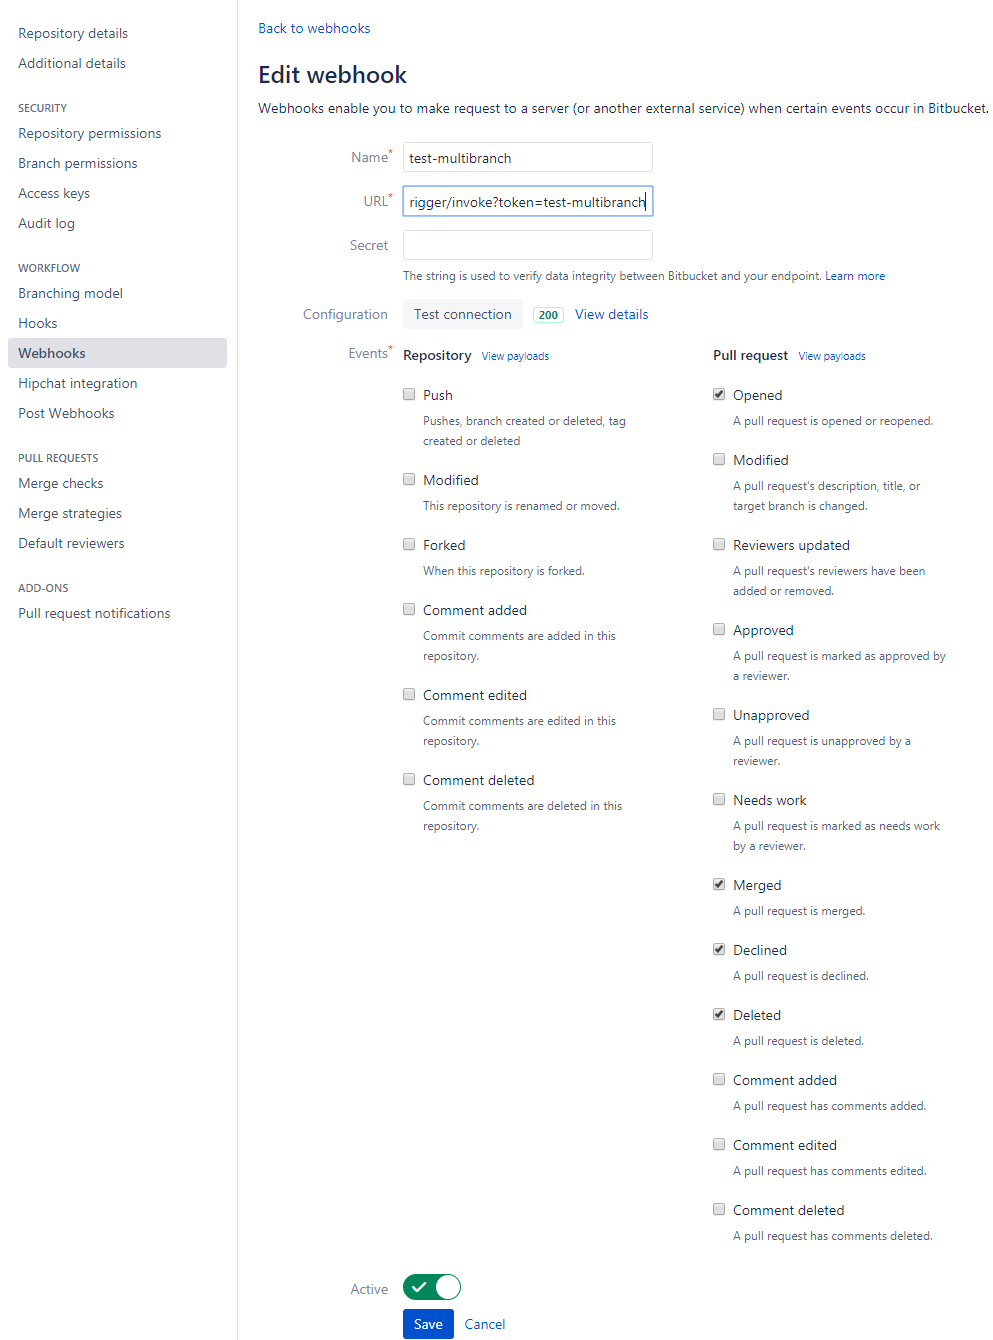 Repository details
Additional details
SECURITY
Repository permissions
Branch permissions
Access keys
Audit log
WORKFLOW
Branching model
Hooks
Webhooks
Hipchat integration
Post Webhooks
PULL REQUESTS
Merge checks
Merge strategies
Default reviewers
ADD-ONS
Pull request notifications
Back to webhooks
Edit webhook
Webhooks enable you to make request to a server (or another external service) when certain events occur in Bitbucket.
Name* test-multibranch
URL* rigger/invoke?token=test-multibranch
Secret
The string is used to verify data integrity between Bitbucket and your endpoint. Learn more
Configuration Test connection 200 View details
Events* Repository View payloads
Push
Pushes, branch created or deleted, tag
created or deleted
Modified
This repository is renamed or moved.
Forked
When this repository is forked.
Comment added
Commit comments are added in this
repository.
Comment edited
Commit comments are edited in this
repository.
Comment deleted
Commit comments are deleted in this
repository.
Pull request View payloads
Opened
A pull request is opened or reopened.
Modified
A pull request's description, title, or
target branch is changed.
Reviewers updated
A pull request's reviewers have been
added or removed.
Approved
A pull request is marked as approved by
a reviewer.
Unapproved
A pull request is unapproved by a
reviewer.
Needs work
A pull request is marked as needs work
by a reviewer.
Merged
A pull request is merged.
Declined
A pull request is declined.
Deleted
A pull request is deleted.
Comment added
A pull request has comments added.
Comment edited
A pull request has comments edited.
Comment deleted
A pull request has comments deleted.
Active
Save Cancel